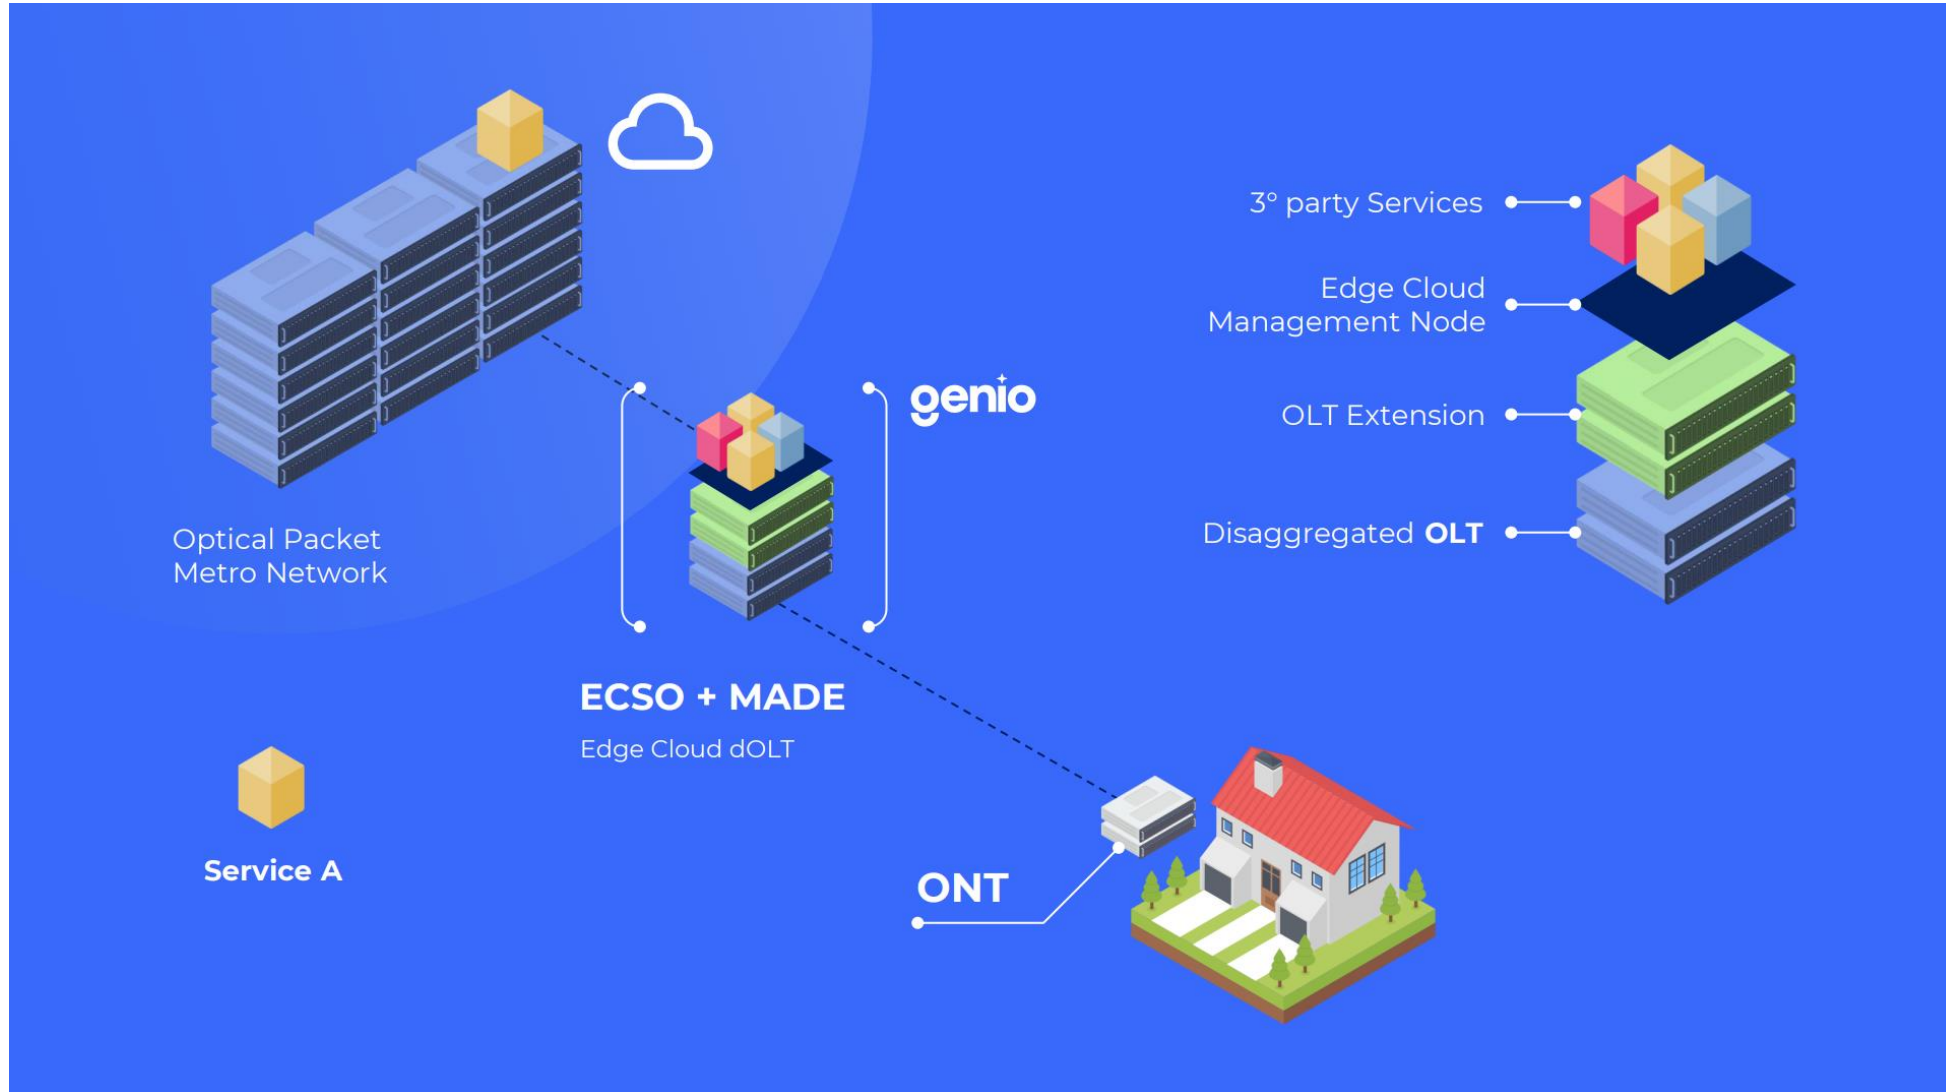 genio
3° party Services
Edge Cloud
Management Node
OLT Extension
Disaggregated OLT
Optical Packet
Metro Network
ECSO + MADE
Edge Cloud dOLT
Service A
ONT